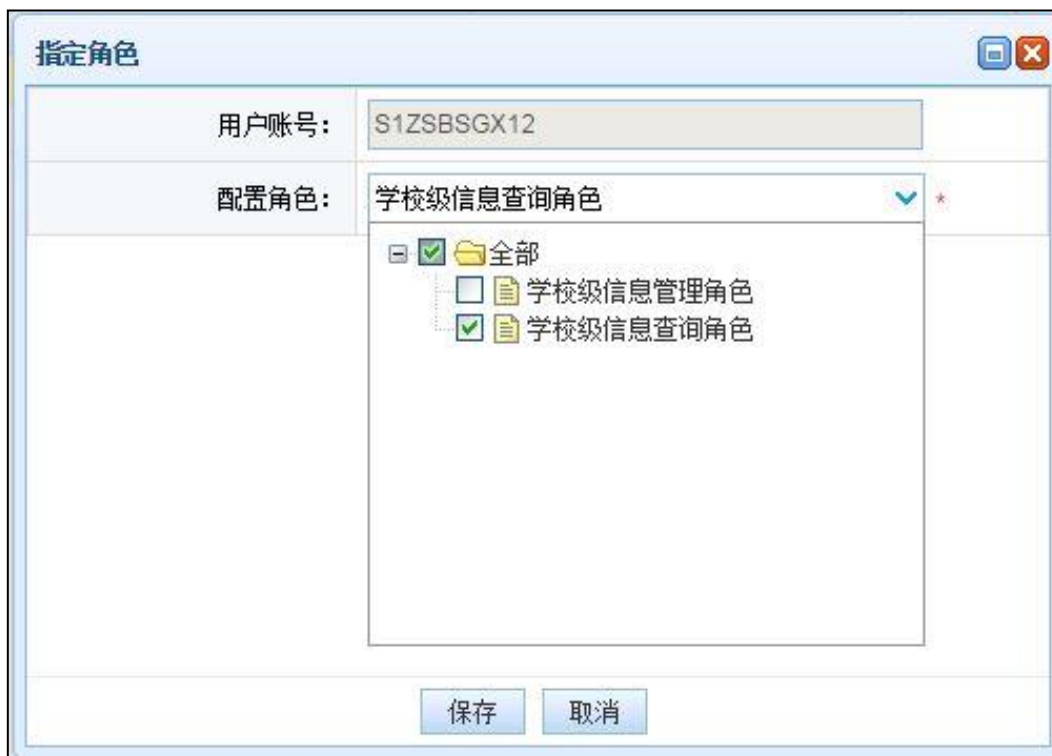 指定角色
用户账号： S1ZSBSGX12
配置角色： 学校级信息查询角色 *
全部
学校级信息管理角色
学校级信息查询角色
保存 取消